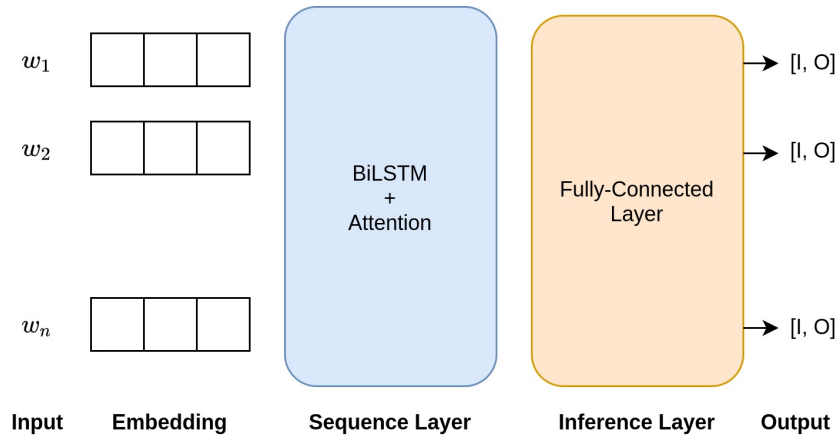 w₁ [I, O]
w₂ [I, O]
BiLSTM
+
Attention
Fully-Connected
Layer
wₙ [I, O]
Input Embedding Sequence Layer Inference Layer Output